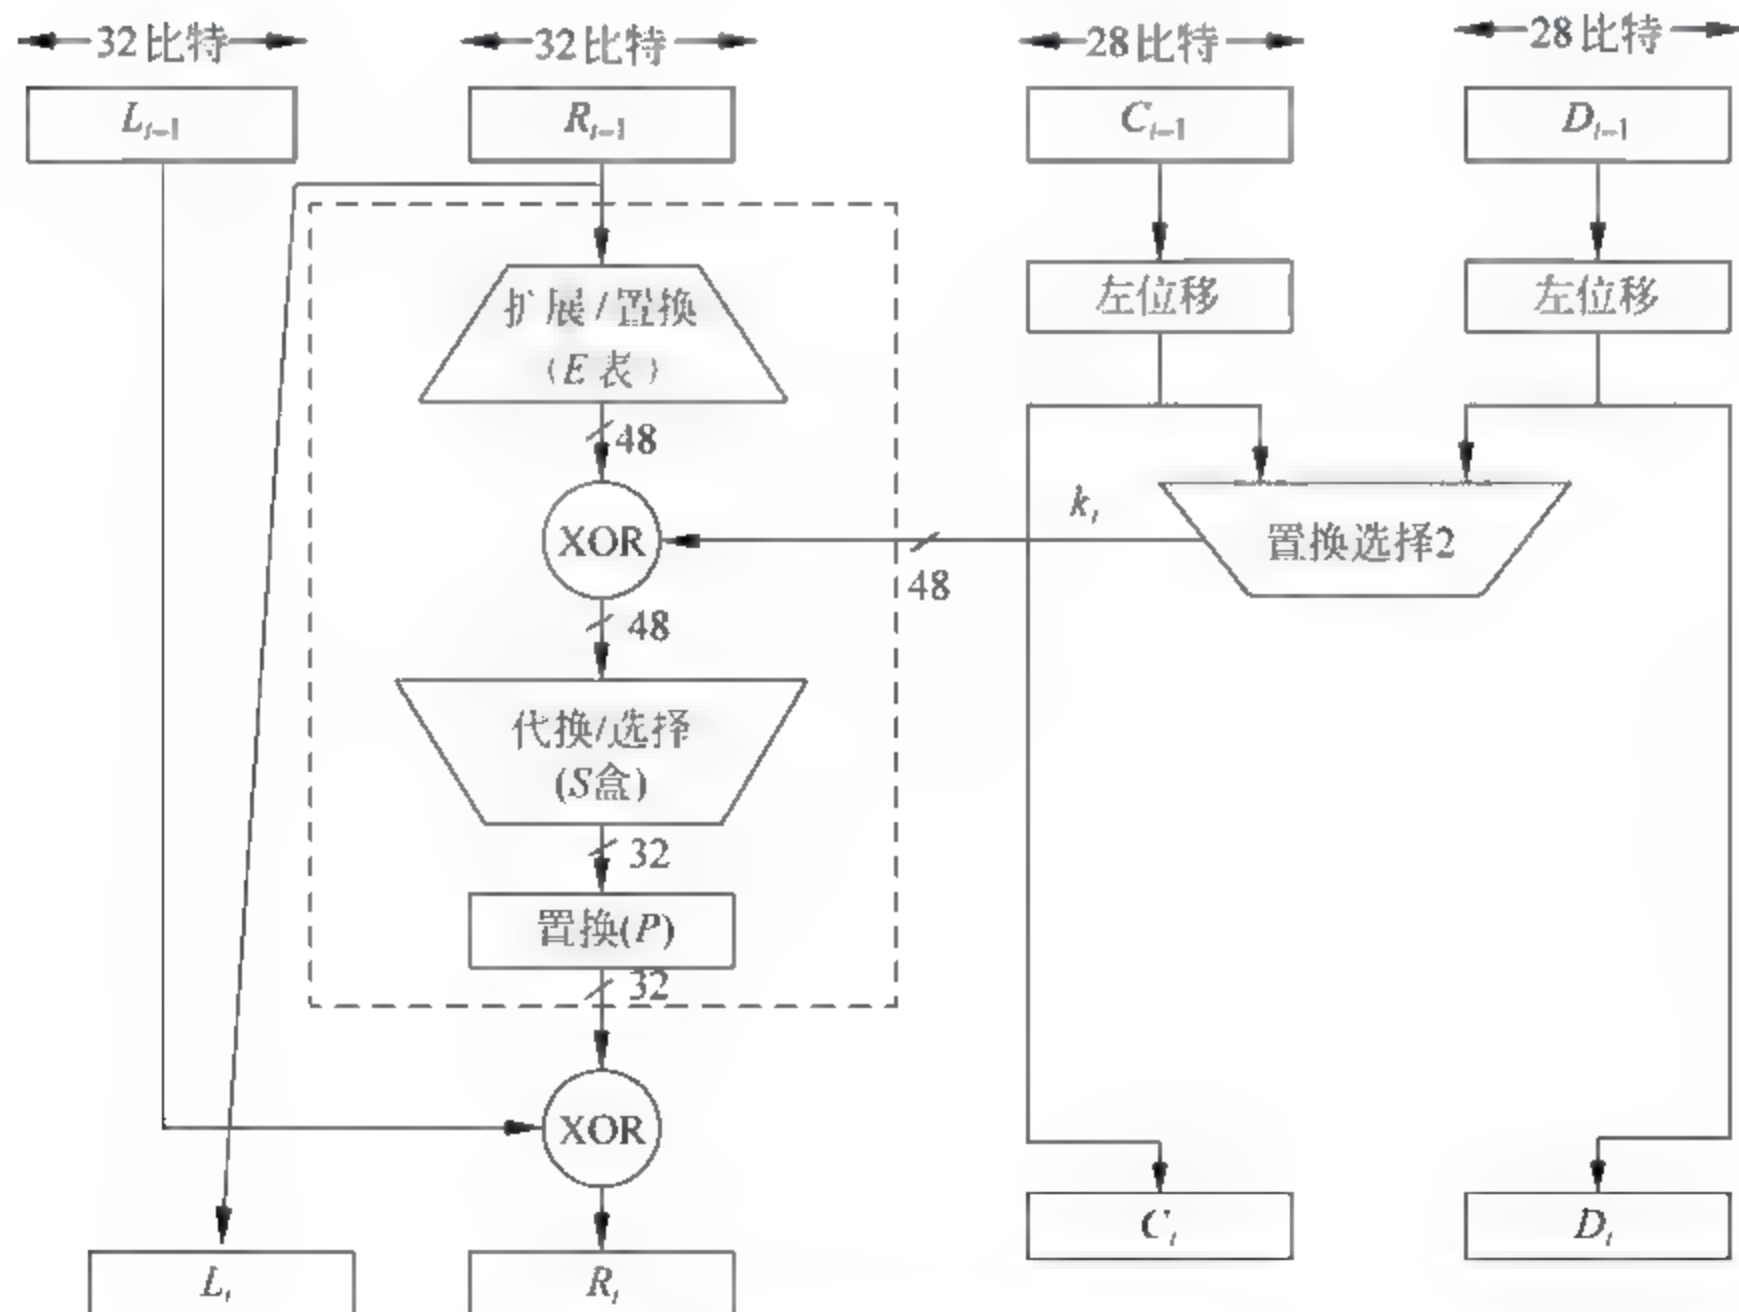 32比特 32比特 28比特 28比特
L_{i-1} R_{i-1} C_{i-1} D_{i-1}
扩展/置换
(E表)
左位移 左位移
48
k_i
XOR
置换选择2
48
48
代换/选择
(S盒)
32
置换(P)
32
XOR
C_i D_i
L_i R_i